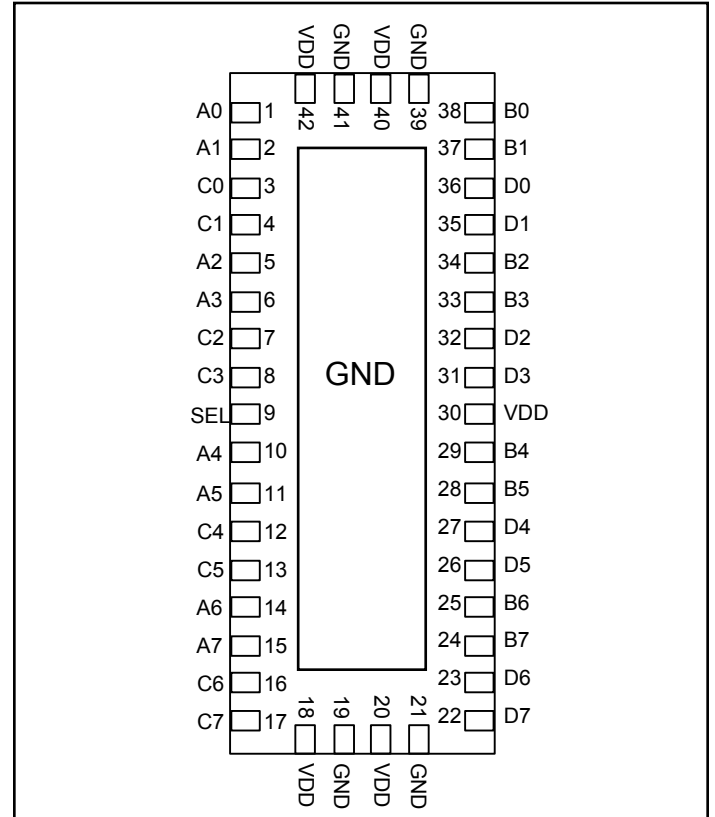 VDD GND VDD GND
42 41 40 39
A0 1 38 B0
A1 2 37 B1
C0 3 36 D0
C1 4 35 D1
A2 5 34 B2
A3 6 33 B3
C2 7 32 D2
C3 8 GND 31 D3
SEL 9 30 VDD
A4 10 29 B4
A5 11 28 B5
C4 12 27 D4
C5 13 26 D5
A6 14 25 B6
A7 15 24 B7
C6 16 23 D6
C7 17 22 D7
18 19 20 21
VDD GND VDD GND